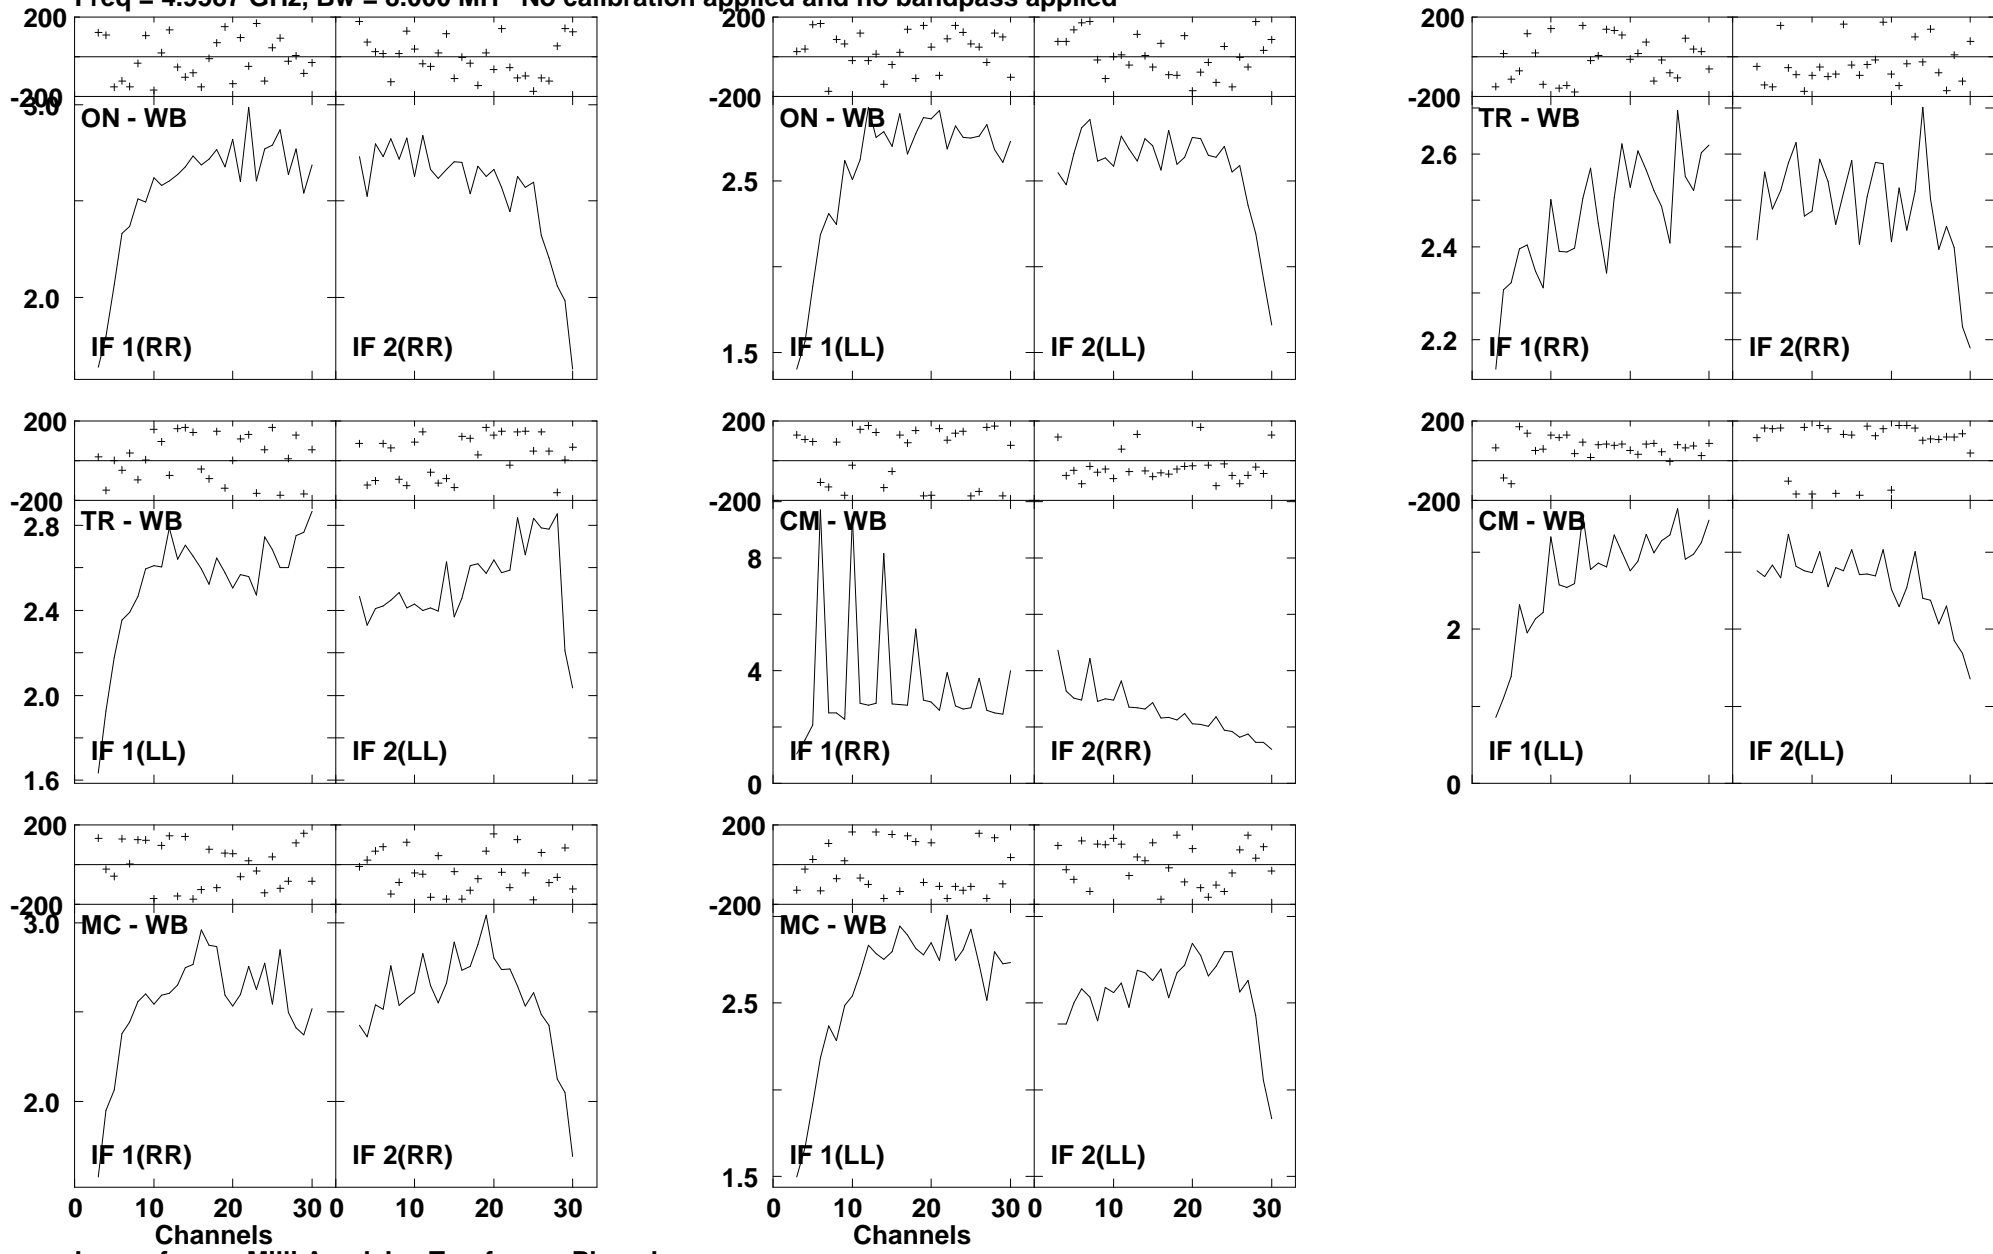 Freq = 4.9587 GHz, Bw = 8.000 MH No calibration applied and no bandpass applied
200
-200
3.0
2.0
ON - WB
IF 1(RR)
IF 2(RR)
200
-200
2.5
1.5
ON - WB
IF 1(LL)
IF 2(LL)
200
-200
2.6
2.4
2.2
TR - WB
IF 1(RR)
IF 2(RR)
200
-200
2.8
2.4
2.0
1.6
TR - WB
IF 1(LL)
IF 2(LL)
200
-200
8
4
0
CM - WB
IF 1(RR)
IF 2(RR)
200
-200
2
0
CM - WB
IF 1(LL)
IF 2(LL)
200
-200
3.0
2.0
MC - WB
IF 1(RR)
IF 2(RR)
0 10 20 30 0 10 20 30
Channels
200
-200
2.5
1.5
MC - WB
IF 1(LL)
IF 2(LL)
0 10 20 30 0 10 20 30
Channels